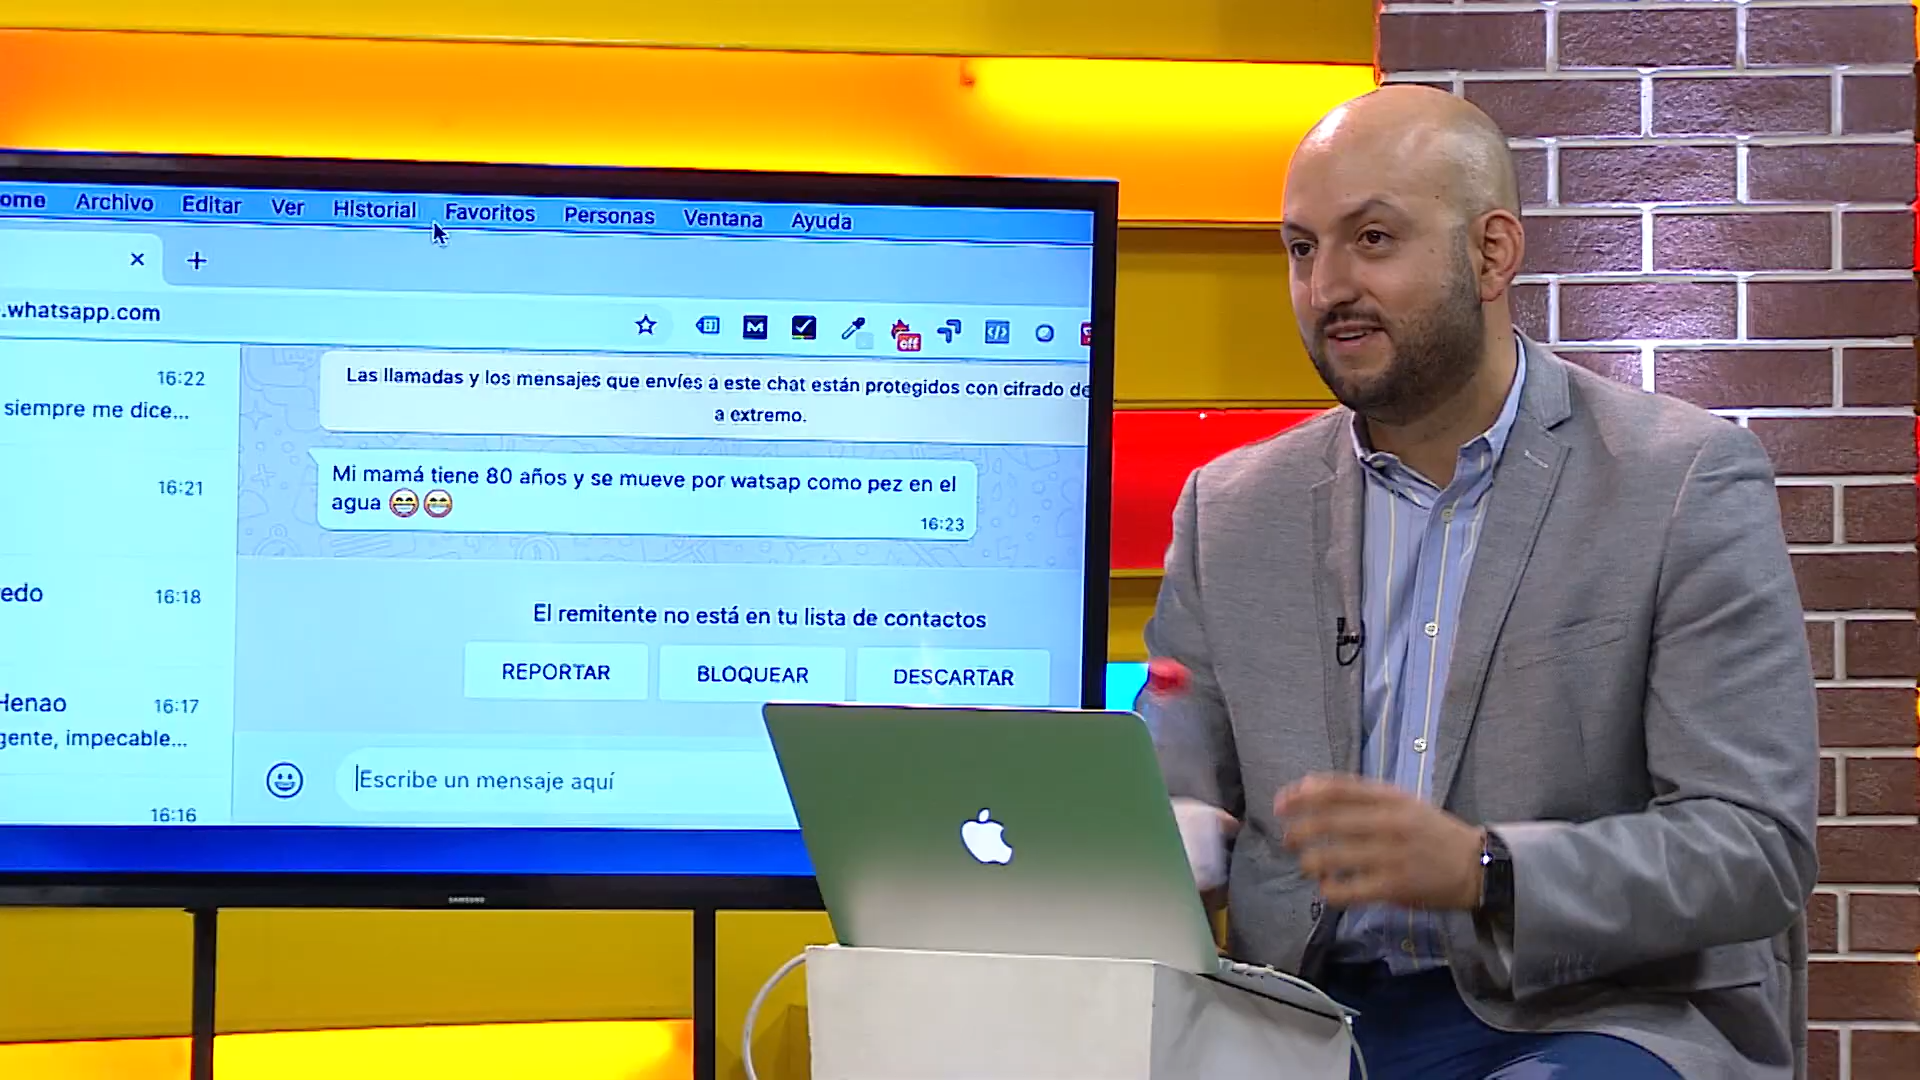 ome Archivo Editar Ver Historial Favoritos Personas Ventana Ayuda
.whatsapp.com
off
16:22
siempre me dice...
16:21
edo 16:18
Henao 16:17
gente, impecable...
16:16
Las llamadas y los mensajes que envíes a este chat están protegidos con cifrado de
a extremo.
Mi mamá tiene 80 años y se mueve por watsap como pez en el
agua 😂😂
16:23
El remitente no está en tu lista de contactos
REPORTAR BLOQUEAR DESCARTAR
Escribe un mensaje aquí
SAMSUNG